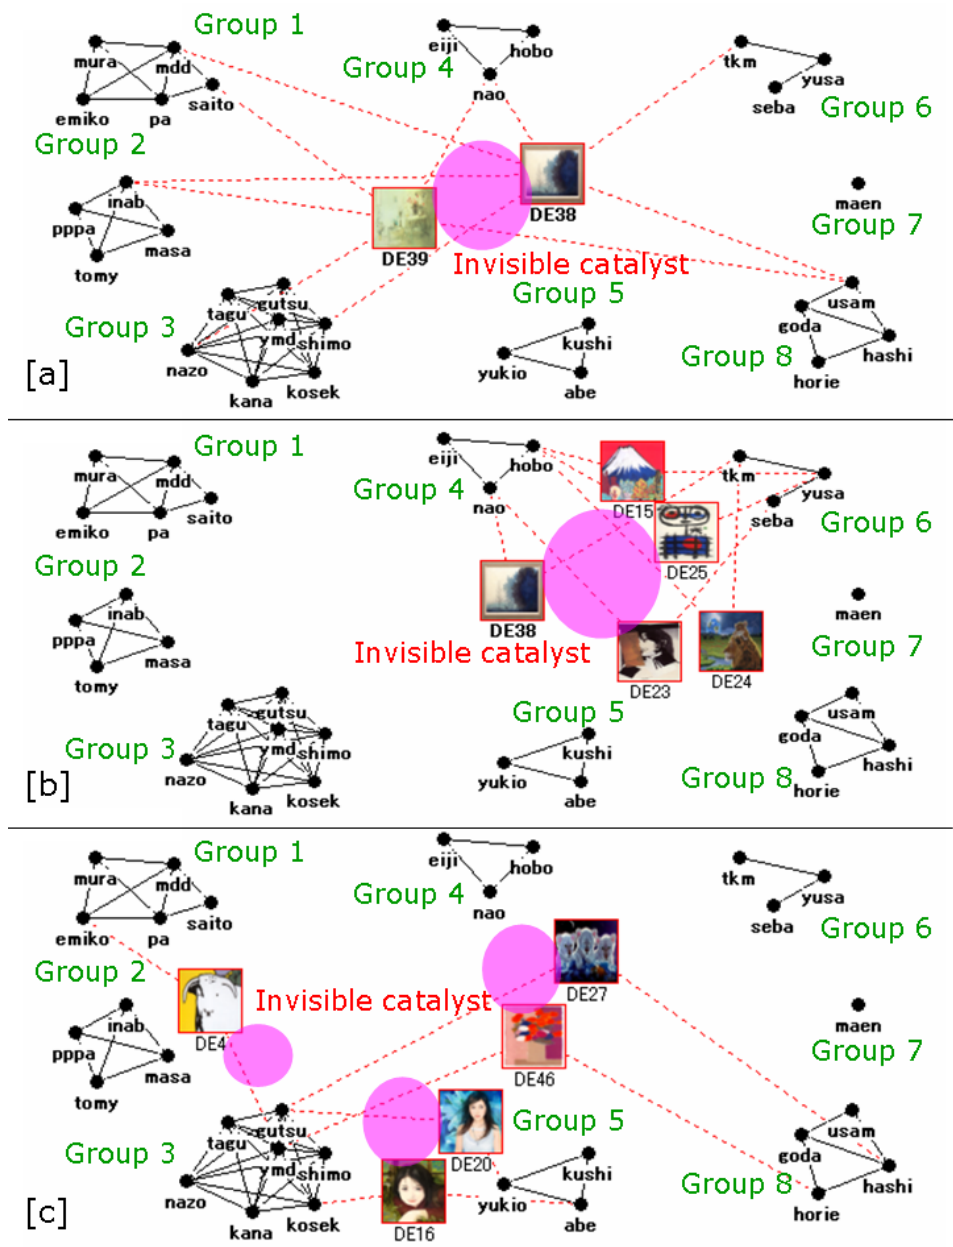 Group 1
eiji
hobo
mura
mdd
tkm
yusa
Group 4
nao
seba
saito
emiko
pa
Group 6
Group 2
inab
DE38
maen
pppa
masa
Group 7
tomy
DE39
Invisible catalyst
Group 5
gutsu
tagu
usam
Group 3
goda
ymd
shimo
kushi
Group 8
hashi
nazo
yukio
[a]
kosek
abe
horie
kana
Group 1
eiji
hobo
mura
mdd
tkm
yusa
Group 4
nao
seba
DE15
saito
emiko
pa
Group 6
Group 2
DE25
inab
DE38
maen
pppa
Invisible catalyst
masa
Group 7
tomy
DE23
DE24
Group 5
gutsu
tagu
usam
Group 3
goda
ymd
shimo
kushi
Group 8
hashi
nazo
yukio
[b]
kosek
abe
horie
kana
Group 1
eiji
hobo
mura
mdd
tkm
yusa
Group 4
nao
seba
saito
emiko
pa
Group 6
Group 2
DE27
Invisible catalyst
inab
maen
DE4
pppa
Group 7
masa
DE46
tomy
Group 5
gutsu
tagu
usam
Group 3
goda
DE20
ymd
shimo
kushi
Group 8
hashi
nazo
yukio
[c]
kosek
abe
horie
kana
DE16